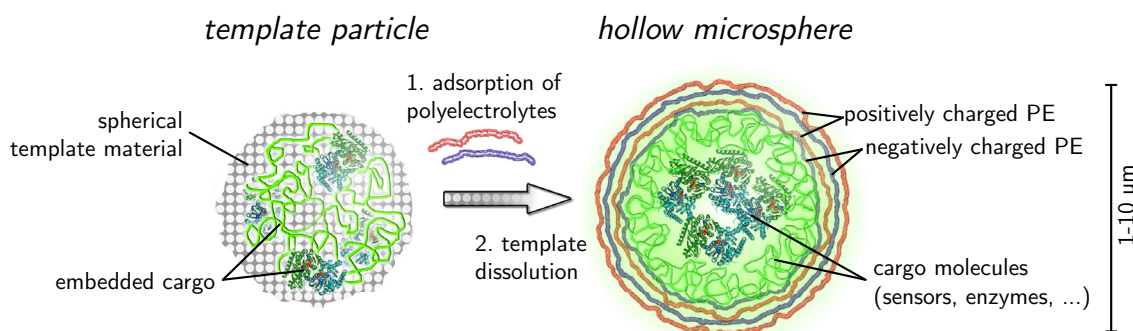 template particle
hollow microsphere
1. adsorption of
polyelectrolytes
spherical
template material
embedded cargo
2. template
dissolution
positively charged PE
negatively charged PE
cargo molecules
(sensors, enzymes, ...)
1-10 um